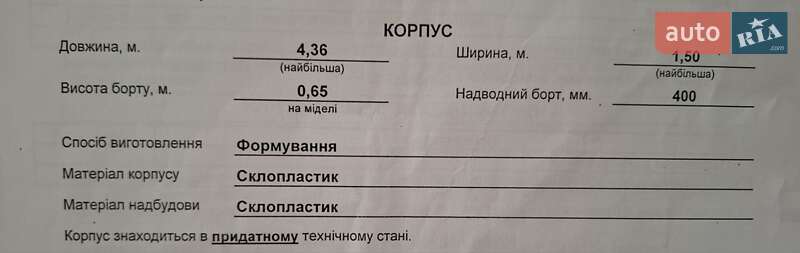 КОРПУС
Довжина, м. 4,36 Ширина, м. 1,50
(найбільша) (найбільша)
Висота борту, м. 0,65 Надводний борт, мм. 400
на міделі
Спосіб виготовлення Формування
Матеріал корпусу Склопластик
Матеріал надбудови Склопластик
Корпус знаходиться в придатному технічному стані.
auto RIA.com